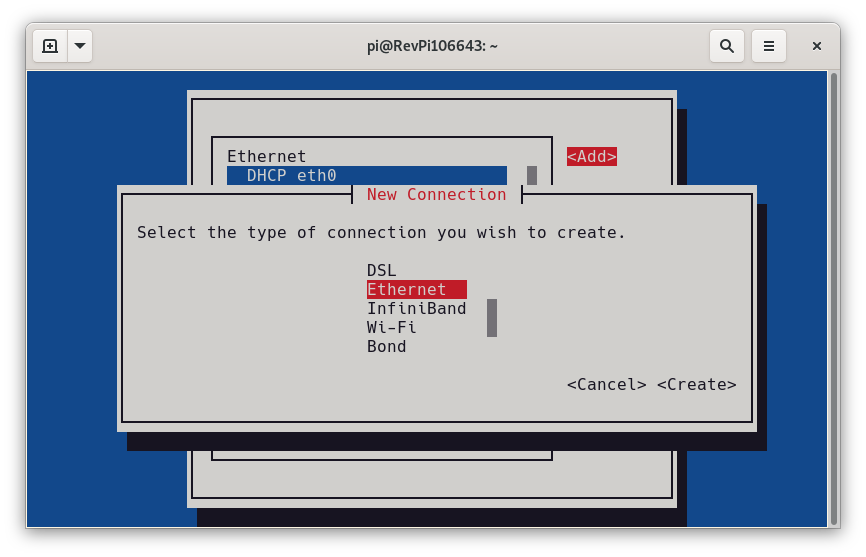 pi@RevPi106643: ~
Ethernet
<Add>
DHCP eth0
New Connection
Select the type of connection you wish to create.
DSL
Ethernet
InfiniBand
Wi-Fi
Bond
<Cancel> <Create>